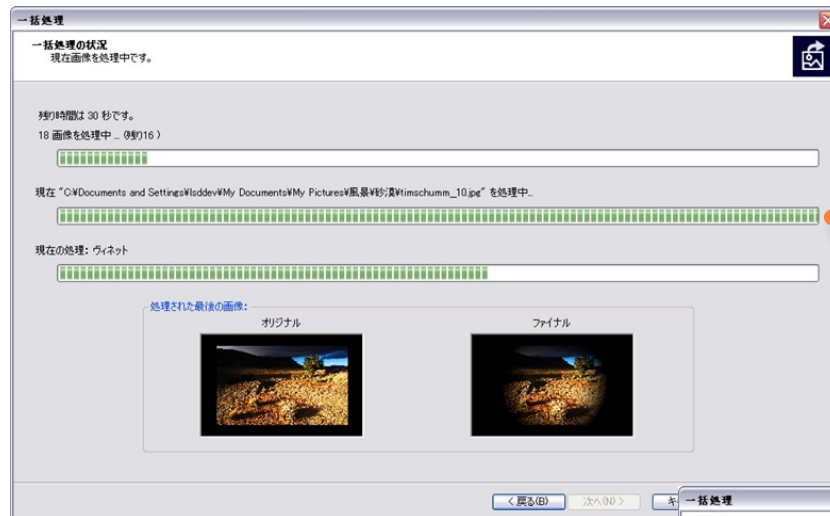 一括処理
一括処理の状況
現在画像を処理中です。
残り時間は 30 秒です。
18 画像を処理中 ... (残り16 )
現在 "C:¥Documents and Settings¥lsddev¥My Documents¥My Pictures¥風景¥砂漠¥timschumm_10.jpg" を処理中...
現在の処理: ヴィネット
処理された最後の画像:
オリジナル
ファイナル
< 戻る(B)
次へ(N) >
キ
一括処理